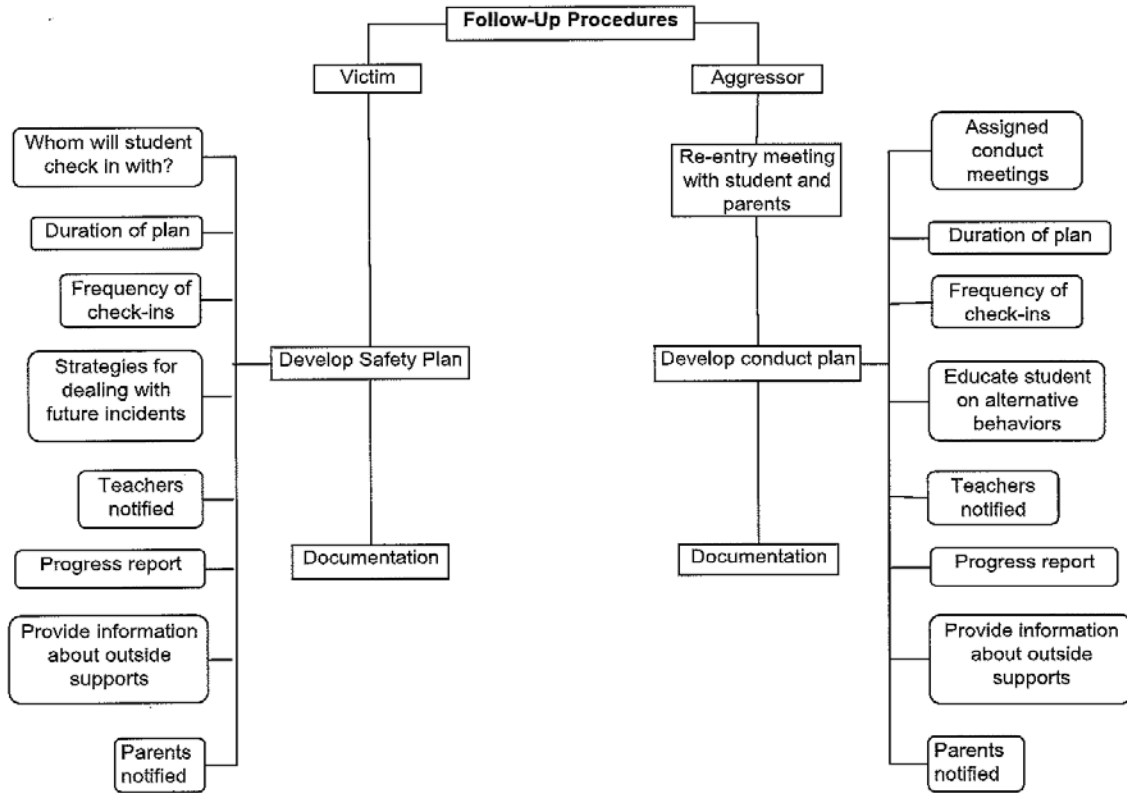 Follow-Up Procedures
Victim
Aggressor
Whom will student
check in with?
Duration of plan
Frequency of
check-ins
Strategies for
dealing with
future incidents
Teachers
notified
Progress report
Provide information
about outside
supports
Parents
notified
Develop Safety Plan
Documentation
Re-entry meeting
with student and
parents
Develop conduct plan
Documentation
Assigned
conduct
meetings
Duration of plan
Frequency of
check-ins
Educate student
on alternative
behaviors
Teachers
notified
Progress report
Provide information
about outside
supports
Parents
notified